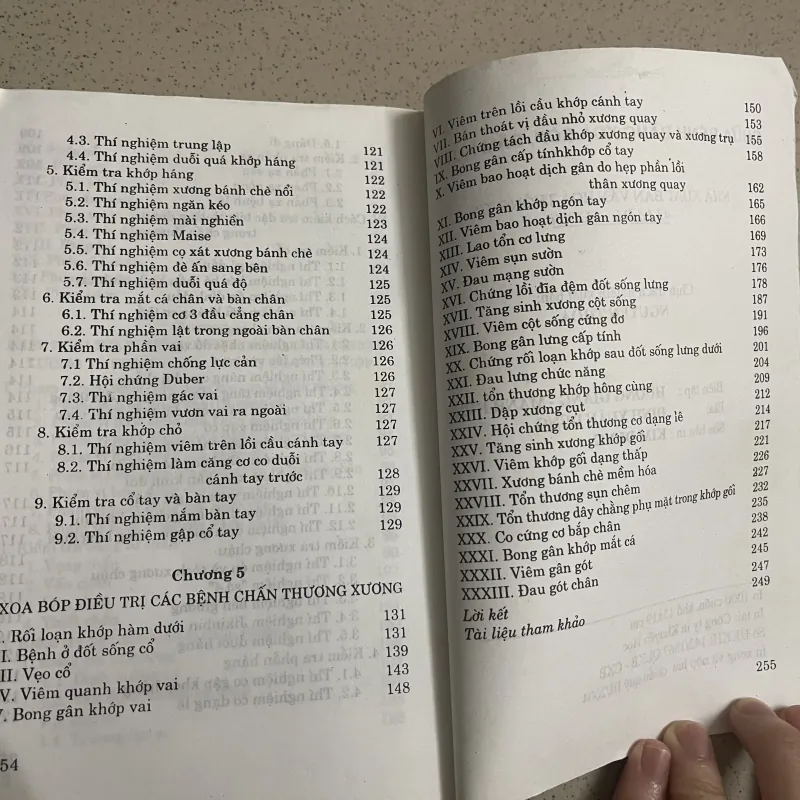 4.3. Thí nghiệm trung lập 121
4.4. Thí nghiệm duỗi quá khớp háng 121
5. Kiểm tra khớp háng 122
5.1. Thí nghiệm xương bánh chè nổi 122
5.2. Thí nghiệm ngăn kéo 122
5.3. Thí nghiệm mài nghiền 123
5.4. Thí nghiệm Maise 124
5.5. Thí nghiệm cọ xát xương bánh chè 124
5.6. Thí nghiệm đè ấn sang bên 124
5.7. Thí nghiệm duỗi quá độ 125
6. Kiểm tra mắt cá chân và bàn chân 125
6.1. Thí nghiệm cơ 3 đầu cẳng chân 125
6.2. Thí nghiệm lật trong ngoài bàn chân 126
7. Kiểm tra phần vai 126
7.1 Thí nghiệm chống lực cản 126
7.2. Hội chứng Duber 126
7.3. Thí nghiệm gác vai 127
7.4. Thí nghiệm vươn vai ra ngoài 127
8. Kiểm tra khớp chỏ 127
8.1. Thí nghiệm viêm trên lồi cầu cánh tay 127
8.2. Thí nghiệm làm căng cơ co duỗi
cánh tay trước 128
9. Kiểm tra cổ tay và bàn tay 129
9.1. Thí nghiệm nắm bàn tay 129
9.2. Thí nghiệm gập cổ tay 129
Chương 5
XOA BÓP ĐIỀU TRỊ CÁC BỆNH CHẤN THƯƠNG XƯƠNG
. Rối loạn khớp hàm dưới 131
I. Bệnh ở đốt sống cổ 131
II. Vẹo cổ 139
V. Viêm quanh khớp vai 143
. Bong gân khớp vai 148
54
VI. Viêm trên lồi cầu khớp cánh tay 150
VII. Bán thoát vị đầu nhỏ xương quay 153
VIII. Chứng tách đầu khớp xương quay và xương trụ 155
IX. Bong gân cấp tínhkhớp cổ tay 158
X. Viêm bao hoạt dịch gân do hẹp phần lồi
thân xương quay 162
XI. Bong gân khớp ngón tay 165
XII. Viêm bao hoạt dịch gân ngón tay 166
XIII. Lao tổn cơ lưng 169
XIV. Viêm sụn sườn 173
XV. Đau mạng sườn 176
XVI. Chứng lồi đĩa đệm đốt sống lưng 178
XVII. Tăng sinh xương cột sống 187
XVIII. Viêm cột sống cứng đơ 191
XIX. Bong gân lưng cấp tính 196
XX. Chứng rối loạn khớp sau đốt sống lưng dưới 201
XXI. Đau lưng chức năng 204
XXII. tổn thương khớp hông cùng 209
XXIII. Dập xương cụt 212
XXIV. Hội chứng tổn thương cơ dạng lê 214
XXV. Tăng sinh xương khớp gối 217
XXVI. Viêm khớp gối dạng thấp 221
XXVII. Xương bánh chè mềm hóa 226
XXVIII. Tổn thương sụn chêm 227
XXIX. Tổn thương dây chằng phụ mặt trong khớp gối 232
XXX. Co cứng cơ bắp chân 235
XXXI. Bong gân khớp mắt cá 238
XXXII. Viêm gân gót 242
XXXIII. Đau gót chân 245
Lời kết 247
Tài liệu tham khảo 249
255